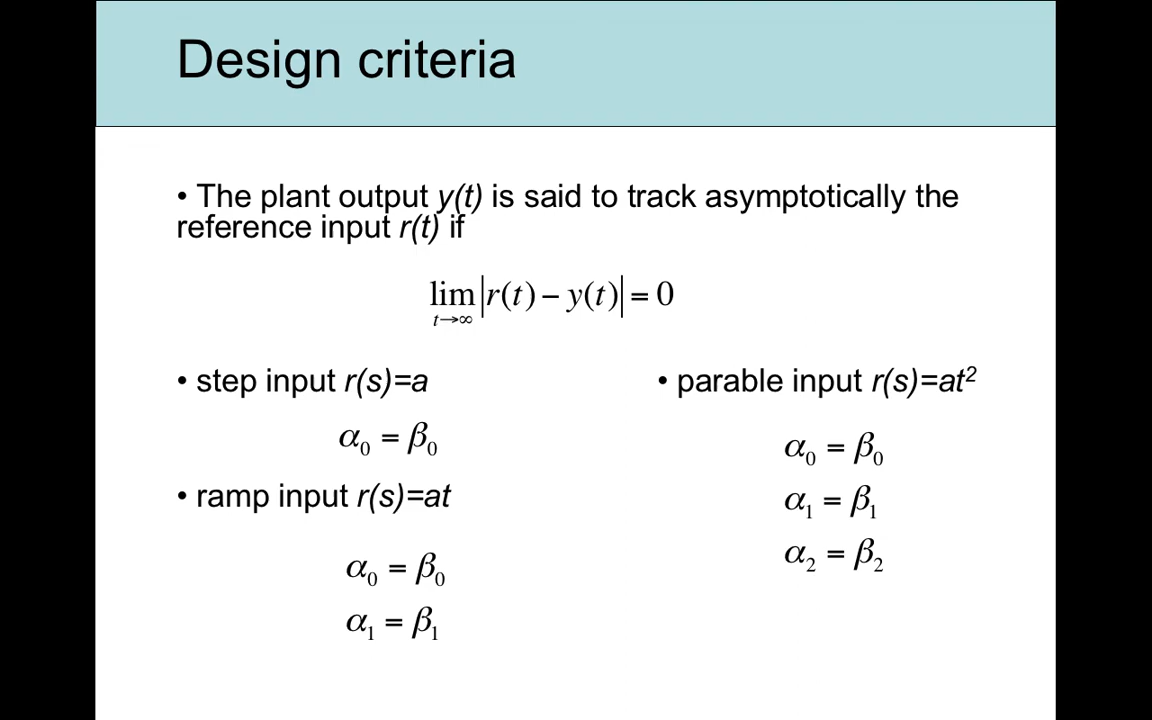 Design criteria
• The plant output y(t) is said to track asymptotically the
reference input r(t) if
lim |r(t) − y(t)| = 0
t→∞
• step input r(s)=a
α₀ = β₀
• ramp input r(s)=at
α₀ = β₀
α₁ = β₁
• parable input r(s)=at²
α₀ = β₀
α₁ = β₁
α₂ = β₂